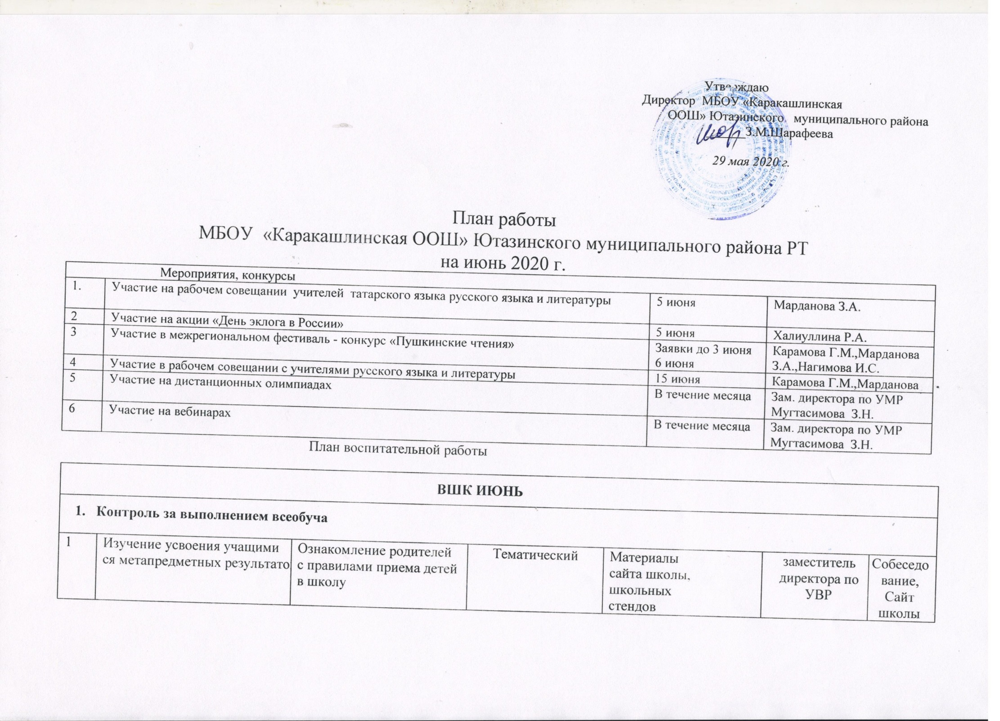 Утверждаю
Директор МБОУ «Каракашлинская
ООШ» Ютазинского муниципального района
______З.М.Шарафеева
29 мая 2020 г.
План работы
МБОУ «Каракашлинская ООШ» Ютазинского муниципального района РТ
на июнь 2020 г.
Мероприятия, конкурсы
1. Участие на рабочем совещании учителей татарского языка русского языка и литературы 5 июня Марданова З.А.
2 Участие на акции «День эклога в России» 5 июня Халиуллина Р.А.
3 Участие в межрегиональном фестиваль - конкурс «Пушкинские чтения» Заявки до 3 июня Карамова Г.М.,Марданова
6 июня З.А.,Нагимова И.С.
4 Участие в рабочем совещании с учителями русского языка и литературы 15 июня Карамова Г.М.,Марданова
5 Участие на дистанционных олимпиадах В течение месяца Зам. директора по УМР
Мугтасимова З.Н.
6 Участие на вебинарах В течение месяца Зам. директора по УМР
Мугтасимова З.Н.
План воспитательной работы
ВШК ИЮНЬ
1. Контроль за выполнением всеобуча
1 Изучение усвоения учащими Ознакомление родителей Тематический Материалы заместитель Собеседо
ся метапредметных результато с правилами приема детей сайта школы, директора по вание,
в школу школьных УВР Сайт
стендов школы